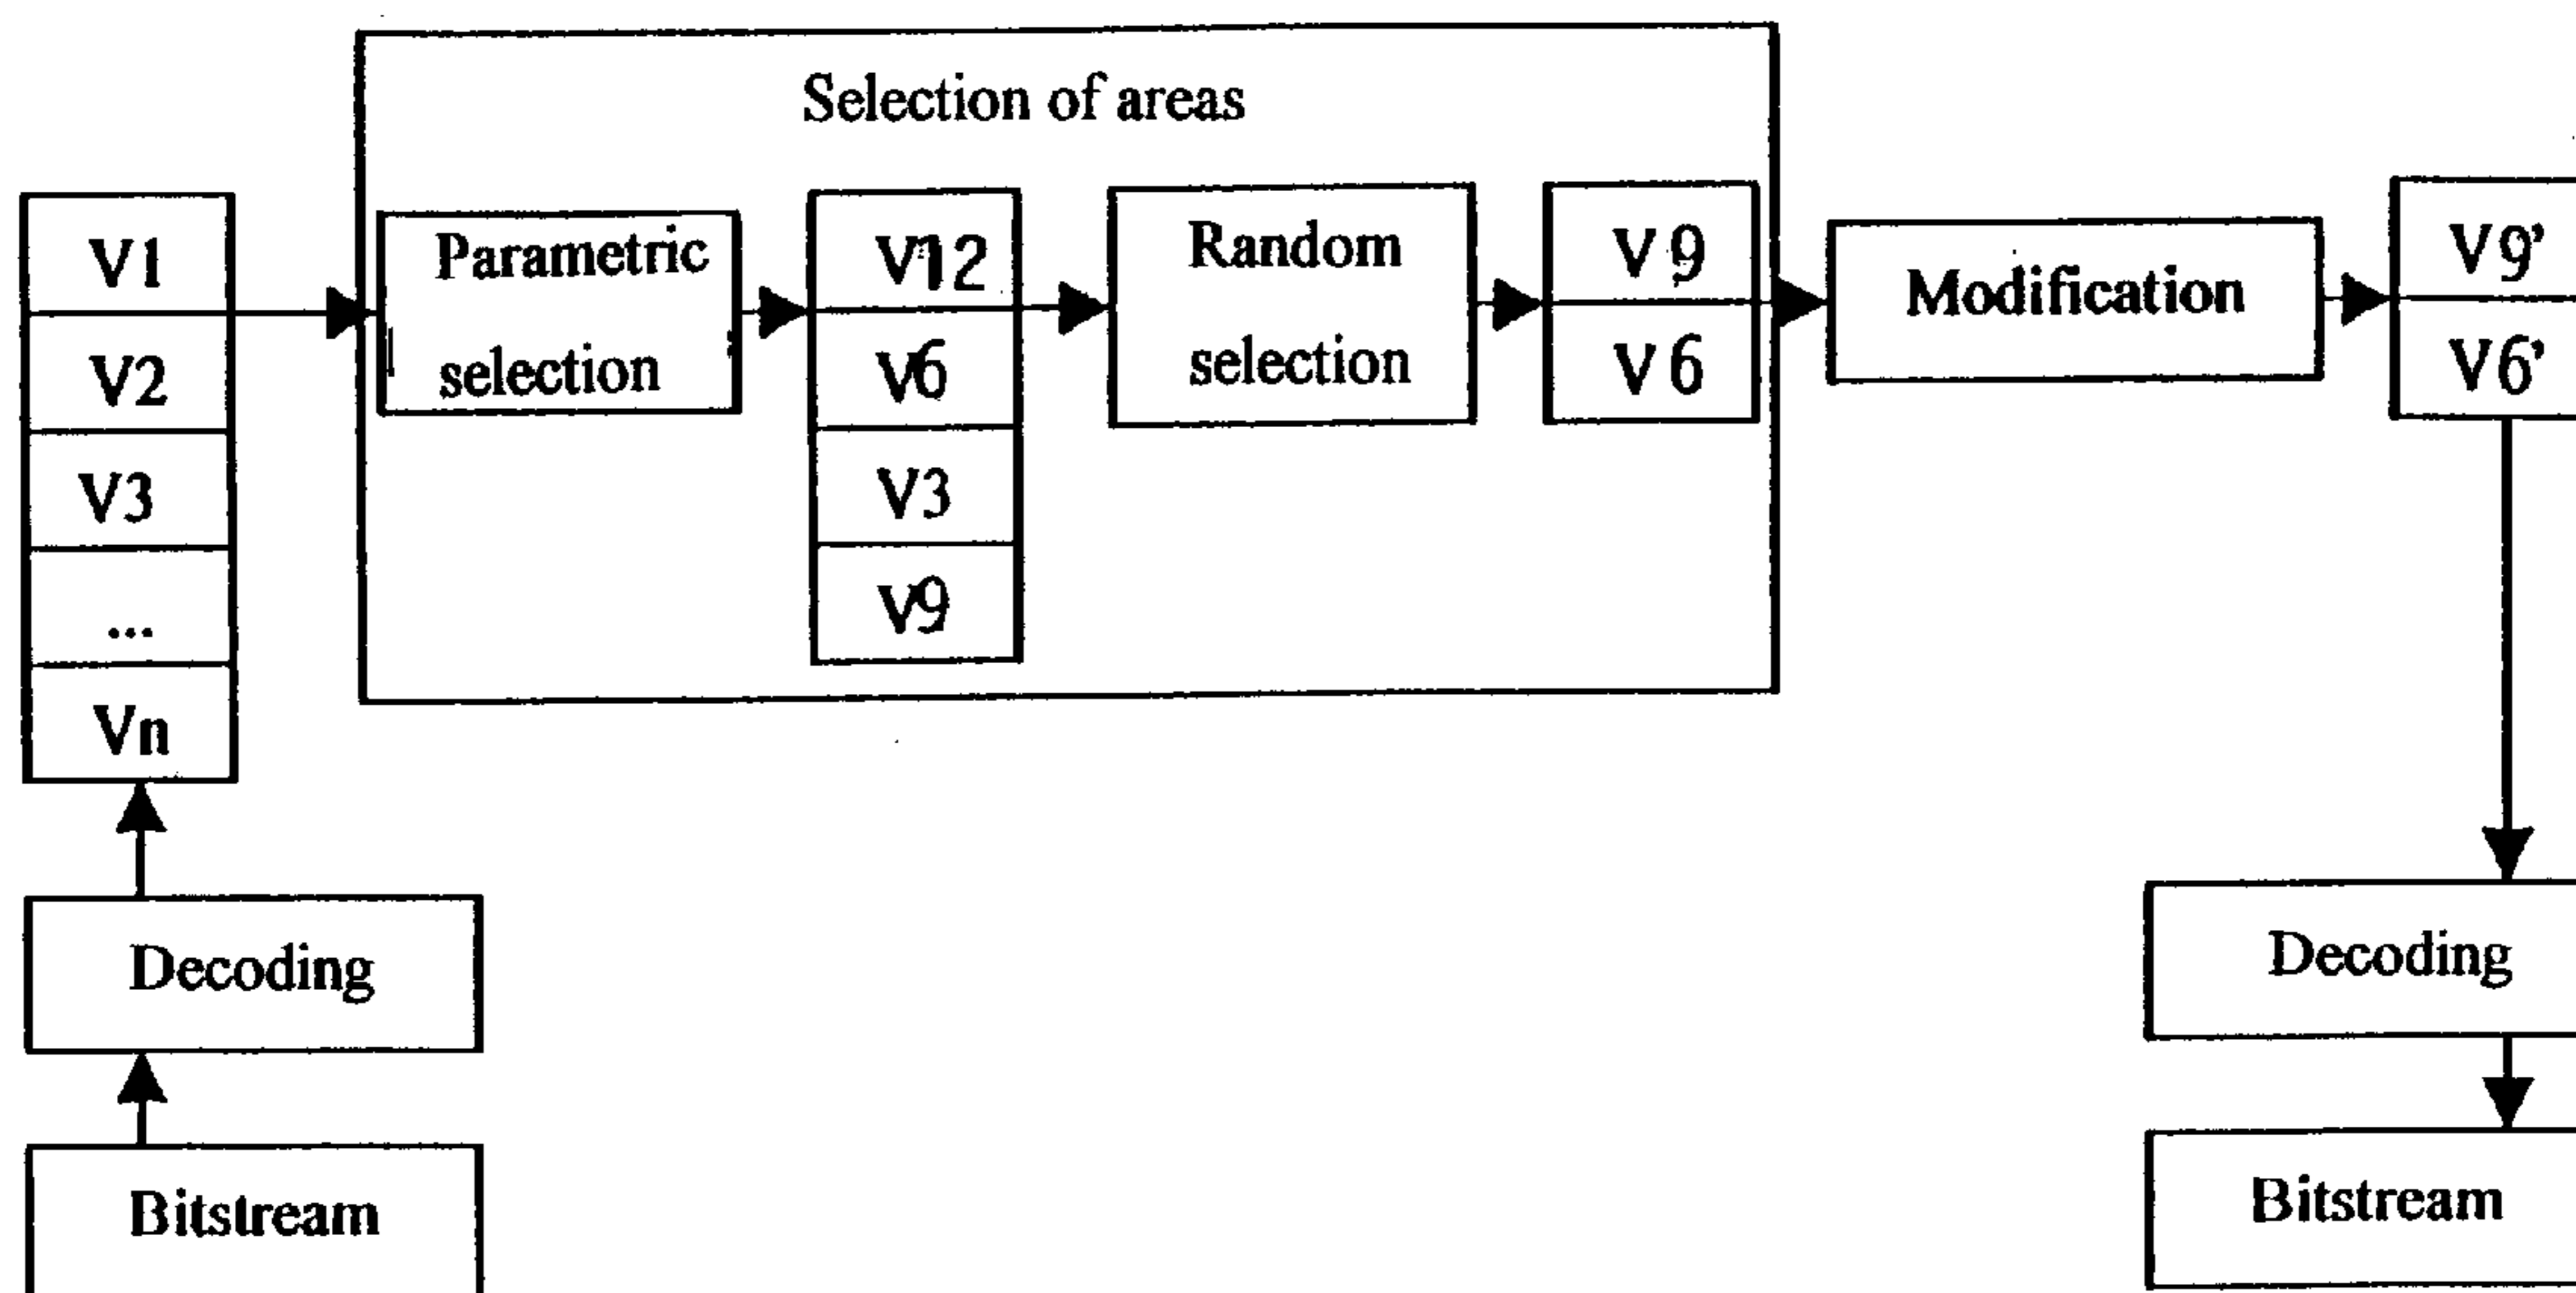 Selection of areas
V1
V2
V3
...
Vn
Parametric
selection
V12
V6
V3
V9
Random
selection
V9
V6
Modification
V9'
V6'
Decoding
Bitstream
Decoding
Bitstream